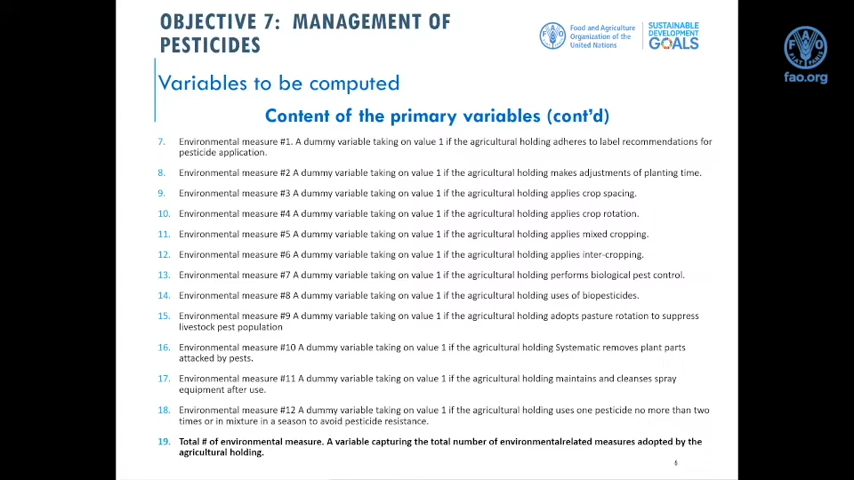 OBJECTIVE 7: MANAGEMENT OF
PESTICIDES
Food and Agriculture
Organization of the
United Nations
SUSTAINABLE
DEVELOPMENT
GOALS
FAO
FIAT PANIS
fao.org
Variables to be computed
Content of the primary variables (cont'd)
7. Environmental measure #1. A dummy variable taking on value 1 if the agricultural holding adheres to label recommendations for
pesticide application.
8. Environmental measure #2 A dummy variable taking on value 1 if the agricultural holding makes adjustments of planting time.
9. Environmental measure #3 A dummy variable taking on value 1 if the agricultural holding applies crop spacing.
10. Environmental measure #4 A dummy variable taking on value 1 if the agricultural holding applies crop rotation.
11. Environmental measure #5 A dummy variable taking on value 1 if the agricultural holding applies mixed cropping.
12. Environmental measure #6 A dummy variable taking on value 1 if the agricultural holding applies inter-cropping.
13. Environmental measure #7 A dummy variable taking on value 1 if the agricultural holding performs biological pest control.
14. Environmental measure #8 A dummy variable taking on value 1 if the agricultural holding uses of biopesticides.
15. Environmental measure #9 A dummy variable taking on value 1 if the agricultural holding adopts pasture rotation to suppress
livestock pest population
16. Environmental measure #10 A dummy variable taking on value 1 if the agricultural holding Systematic removes plant parts
attacked by pests.
17. Environmental measure #11 A dummy variable taking on value 1 if the agricultural holding maintains and cleanses spray
equipment after use.
18. Environmental measure #12 A dummy variable taking on value 1 if the agricultural holding uses one pesticide no more than two
times or in mixture in a season to avoid pesticide resistance.
19. Total # of environmental measure. A variable capturing the total number of environmentalrelated measures adopted by the
agricultural holding.
6